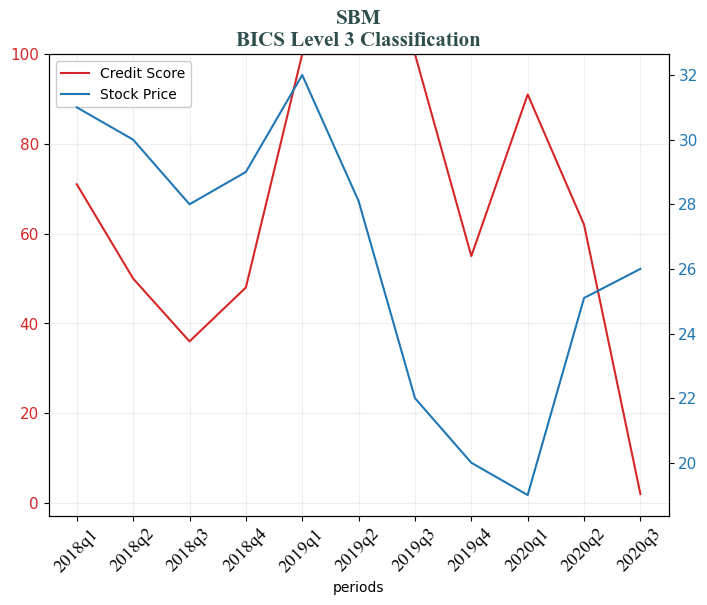 SBM
BICS Level 3 Classification
Credit Score
Stock Price
100
80
60
40
20
0
32
30
28
26
24
22
20
2018q1
2018q2
2018q3
2018q4
2019q1
2019q2
2019q3
2019q4
2020q1
2020q2
2020q3
periods